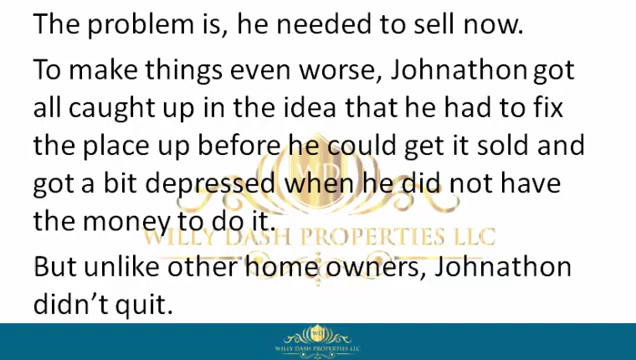 The problem is, he needed to sell now.
To make things even worse, Johnathon got
all caught up in the idea that he had to fix
the place up before he could get it sold and
got a bit depressed when he did not have
the money to do it.
WILLY DASH PROPERTIES LLC
But unlike other home owners, Johnathon
didn’t quit.
WILLY DASH PROPERTIES LLC